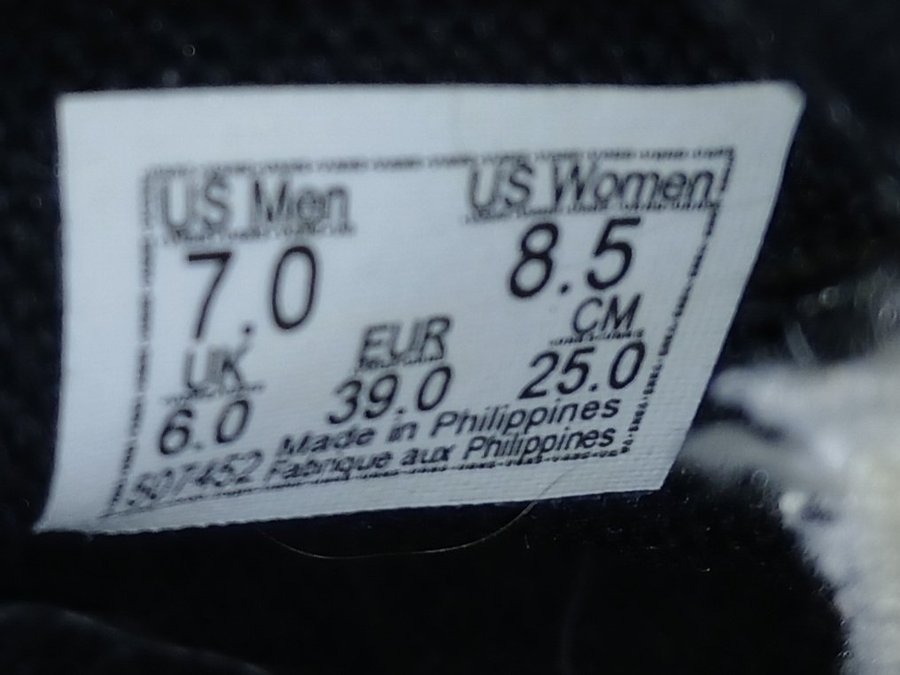 US Men US Women
7.0 8.5
UK EUR CM
6.0 39.0 25.0
Made in Philippines
507452 Fabrique aux Philippines